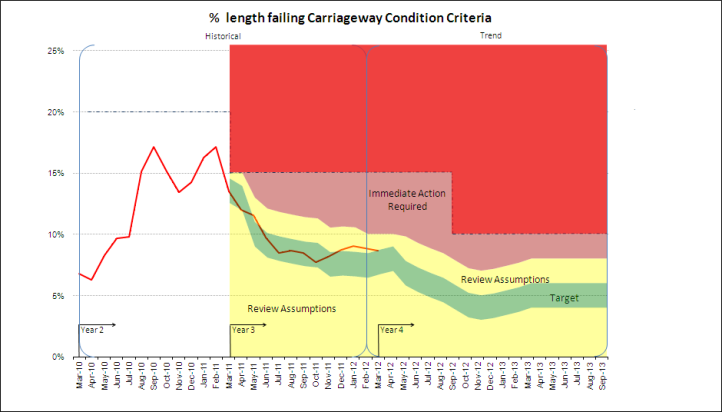 % length failing Carriageway Condition Criteria
Historical
Trend
25%
20%
15%
10%
5%
0%
Immediate Action
Required
Review Assumptions
Target
Review Assumptions
Year 2
Year 3
Year 4
Mar-10
Apr-10
May-10
Jun-10
Jul-10
Aug-10
Sep-10
Oct-10
Nov-10
Dec-10
Jan-11
Feb-11
Mar-11
Apr-11
May-11
Jun-11
Jul-11
Aug-11
Sep-11
Oct-11
Nov-11
Dec-11
Jan-12
Feb-12
Mar-12
Apr-12
May-12
Jun-12
Jul-12
Aug-12
Sep-12
Oct-12
Nov-12
Dec-12
Jan-13
Feb-13
Mar-13
Apr-13
May-13
Jun-13
Jul-13
Aug-13
Sep-13